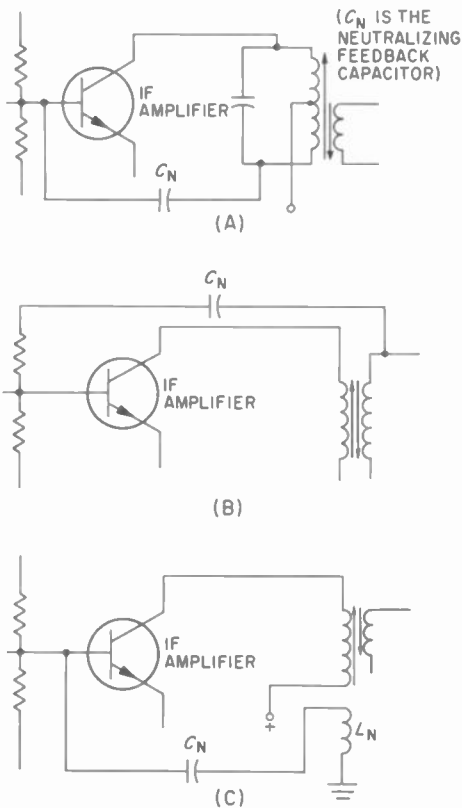 (CN IS THE
NEUTRALIZING
FEEDBACK
CAPACITOR)
IF
AMPLIFIER
CN
(A)
CN
IF
AMPLIFIER
(B)
IF
AMPLIFIER
CN
LN
+
(C)